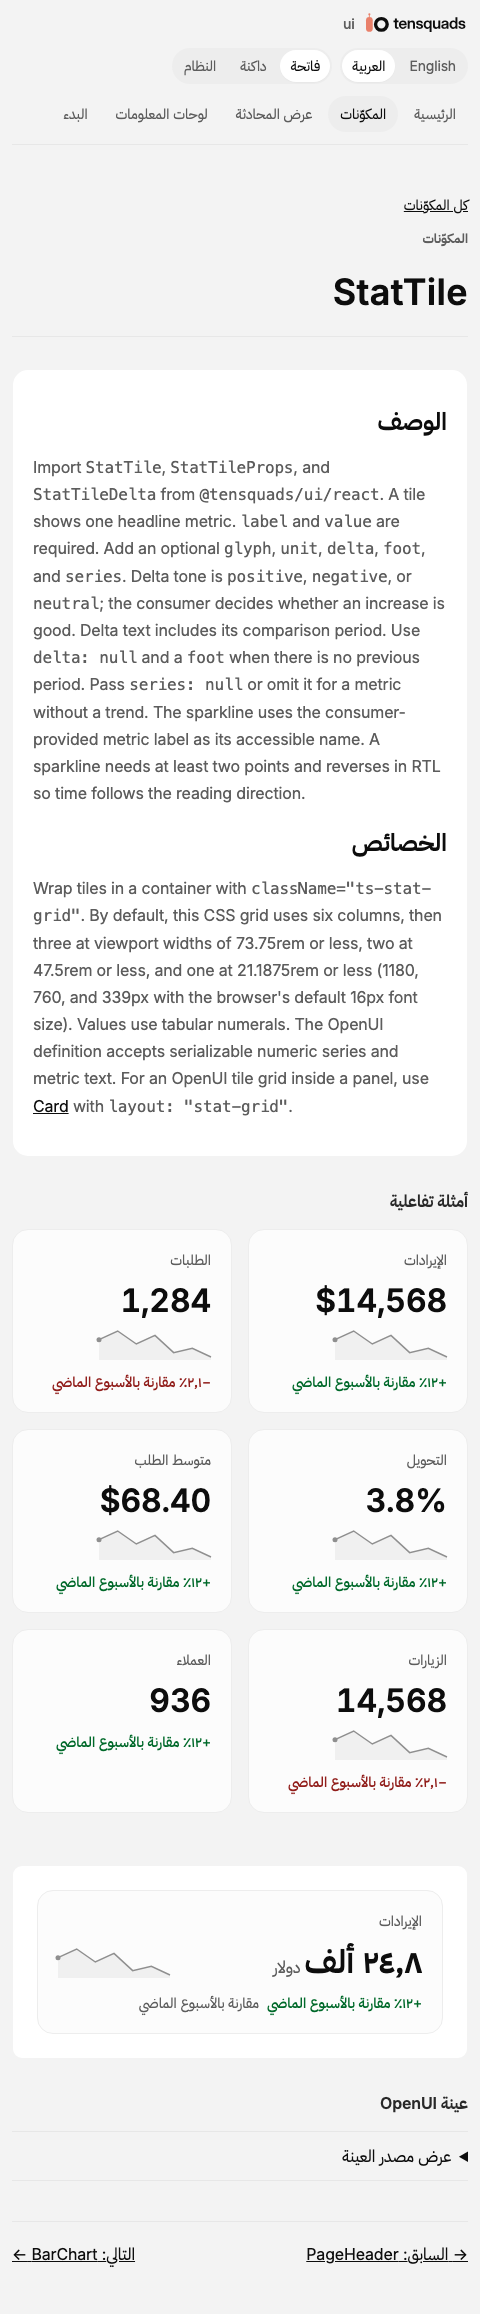 tensquads ui
English العربية فاتحة داكنة النظام
الرئيسية المكوّنات عرض المحادثة لوحات المعلومات البدء
كل المكوّنات
المكوّنات
StatTile
الوصف
Import StatTile, StatTileProps, and
StatTileDelta from @tensquads/ui/react. A tile
shows one headline metric. label and value are
required. Add an optional glyph, unit, delta, foot,
and series. Delta tone is positive, negative, or
neutral; the consumer decides whether an increase is
good. Delta text includes its comparison period. Use
delta: null and a foot when there is no previous
period. Pass series: null or omit it for a metric
without a trend. The sparkline uses the consumer-
provided metric label as its accessible name. A
sparkline needs at least two points and reverses in RTL
so time follows the reading direction.
الخصائص
Wrap tiles in a container with className="ts-stat-
grid". By default, this CSS grid uses six columns, then
three at viewport widths of 73.75rem or less, two at
47.5rem or less, and one at 21.1875rem or less (1180,
760, and 339px with the browser's default 16px font
size). Values use tabular numerals. The OpenUI
definition accepts serializable numeric series and
metric text. For an OpenUI tile grid inside a panel, use
Card with layout: "stat-grid".
أمثلة تفاعلية
الإيرادات
$14,568
+١٢٪ مقارنة بالأسبوع الماضي
الطلبات
1,284
−٢٫١٪ مقارنة بالأسبوع الماضي
التحويل
3.8%
+١٢٪ مقارنة بالأسبوع الماضي
متوسط الطلب
$68.40
+١٢٪ مقارنة بالأسبوع الماضي
الزيارات
14,568
−٢٫١٪ مقارنة بالأسبوع الماضي
العملاء
936
+١٢٪ مقارنة بالأسبوع الماضي
الإيرادات
٢٤٫٨ ألف دولار
+١٢٪ مقارنة بالأسبوع الماضي مقارنة بالأسبوع الماضي
عينة OpenUI
◀ عرض مصدر العينة
→ السابق: PageHeader
التالي: BarChart ←